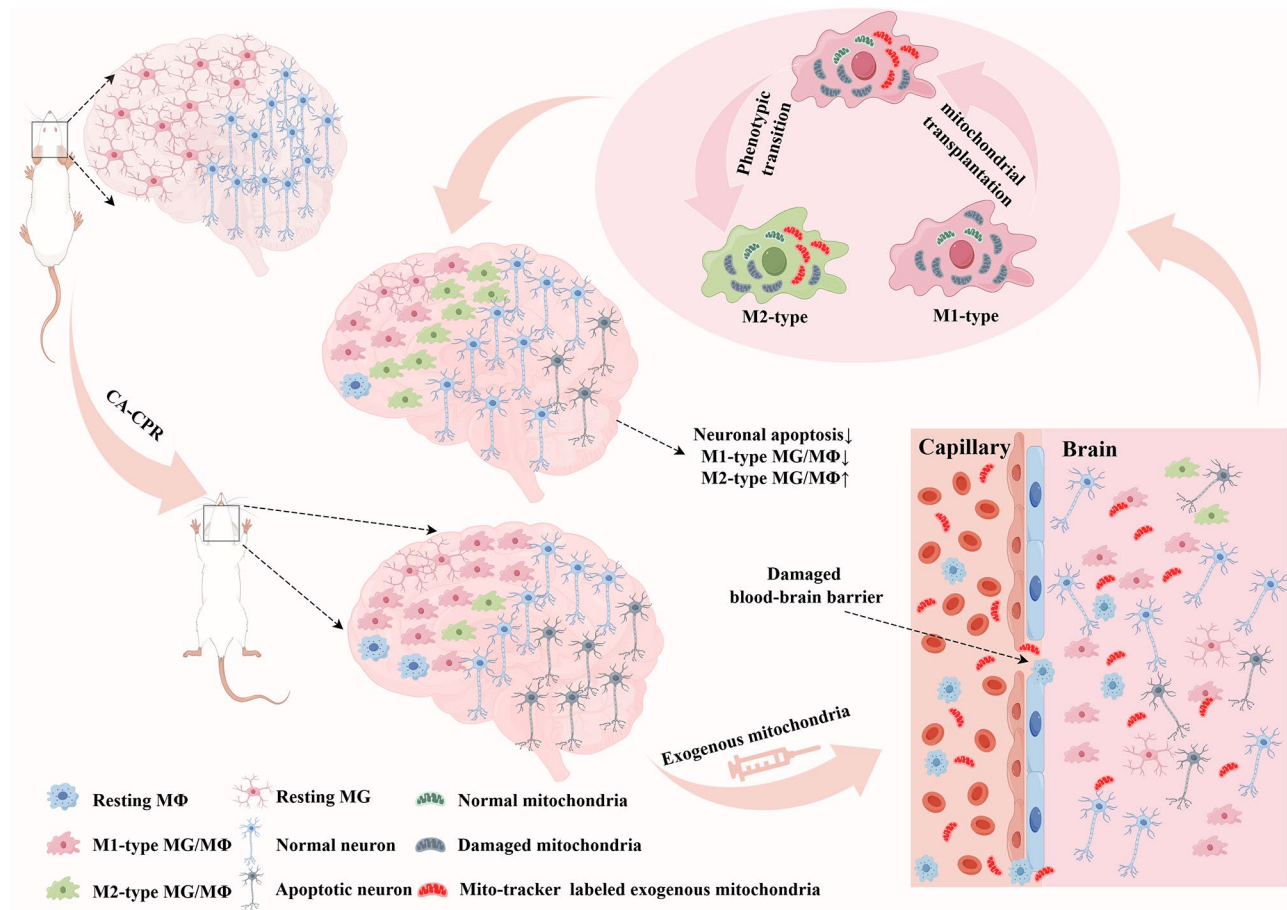 Phenotypic
transition
mitochondrial
transplantation
M2-type
M1-type
CA-CPR
Neuronal apoptosis↓
M1-type MG/MΦ↓
M2-type MG/MΦ↑
Capillary
Brain
Damaged
blood-brain barrier
Exogenous mitochondria
Resting MΦ
Resting MG
Normal mitochondria
M1-type MG/MΦ
Normal neuron
Damaged mitochondria
M2-type MG/MΦ
Apoptotic neuron
Mito-tracker labeled exogenous mitochondria